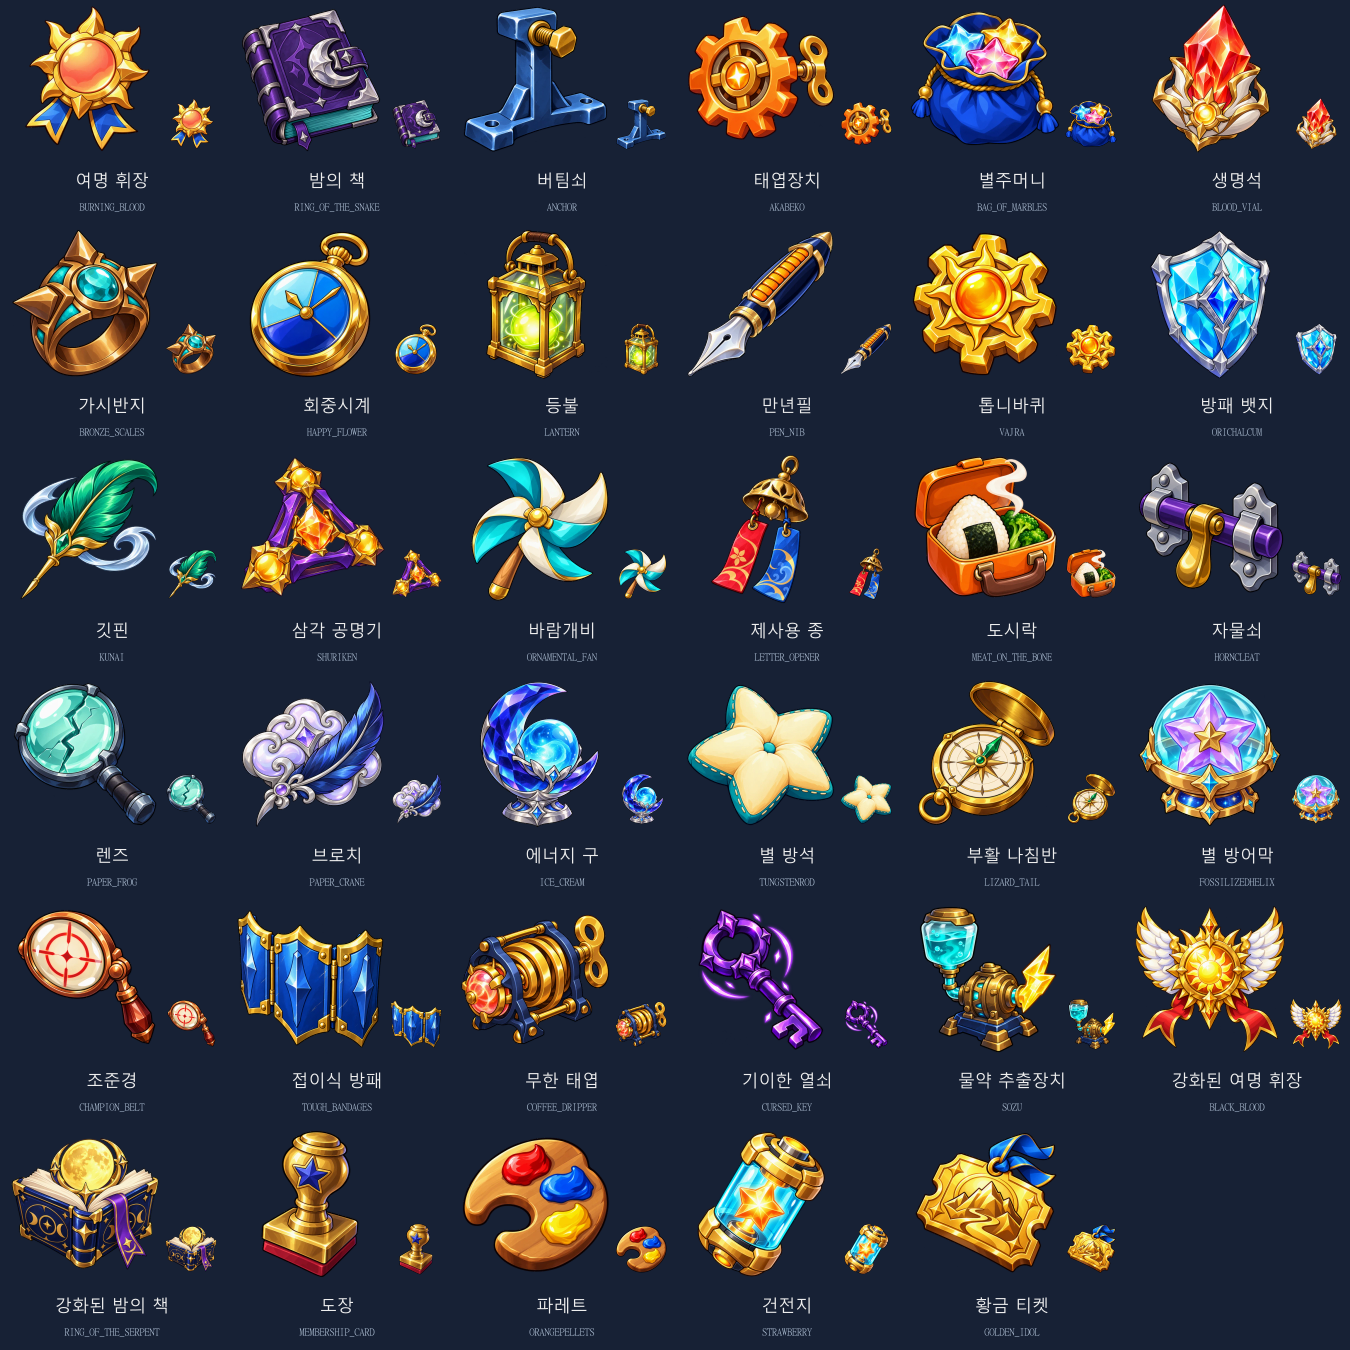 여명 휘장
밤의 책
버팀쇠
태엽장치
별주머니
생명석
BURNING_BLOOD
RING_OF_THE_SNAKE
ANCHOR
AKABEKO
BAG_OF_MARBLES
BLOOD_VIAL
가시반지
회중시계
등불
만년필
톱니바퀴
방패 뱃지
BRONZE_SCALES
HAPPY_FLOWER
LANTERN
PEN_NIB
VAJRA
ORICHALCUM
깃핀
삼각 공명기
바람개비
제사용 종
도시락
자물쇠
KUNAI
SHURIKEN
ORNAMENTAL_FAN
LETTER_OPENER
MEAT_ON_THE_BONE
HORNCLEAT
렌즈
브로치
에너지 구
별 방석
부활 나침반
별 방어막
PAPER_FROG
PAPER_CRANE
ICE_CREAM
TUNGSTENROD
LIZARD_TAIL
FOSSILIZEDHELIX
조준경
접이식 방패
무한 태엽
기이한 열쇠
물약 추출장치
강화된 여명 휘장
CHAMPION_BELT
TOUGH_BANDAGES
COFFEE_DRIPPER
CURSED_KEY
SOZU
BLACK_BLOOD
강화된 밤의 책
도장
파레트
건전지
황금 티켓
RING_OF_THE_SERPENT
MEMBERSHIP_CARD
ORANGEPELLETS
STRAWBERRY
GOLDEN_IDOL